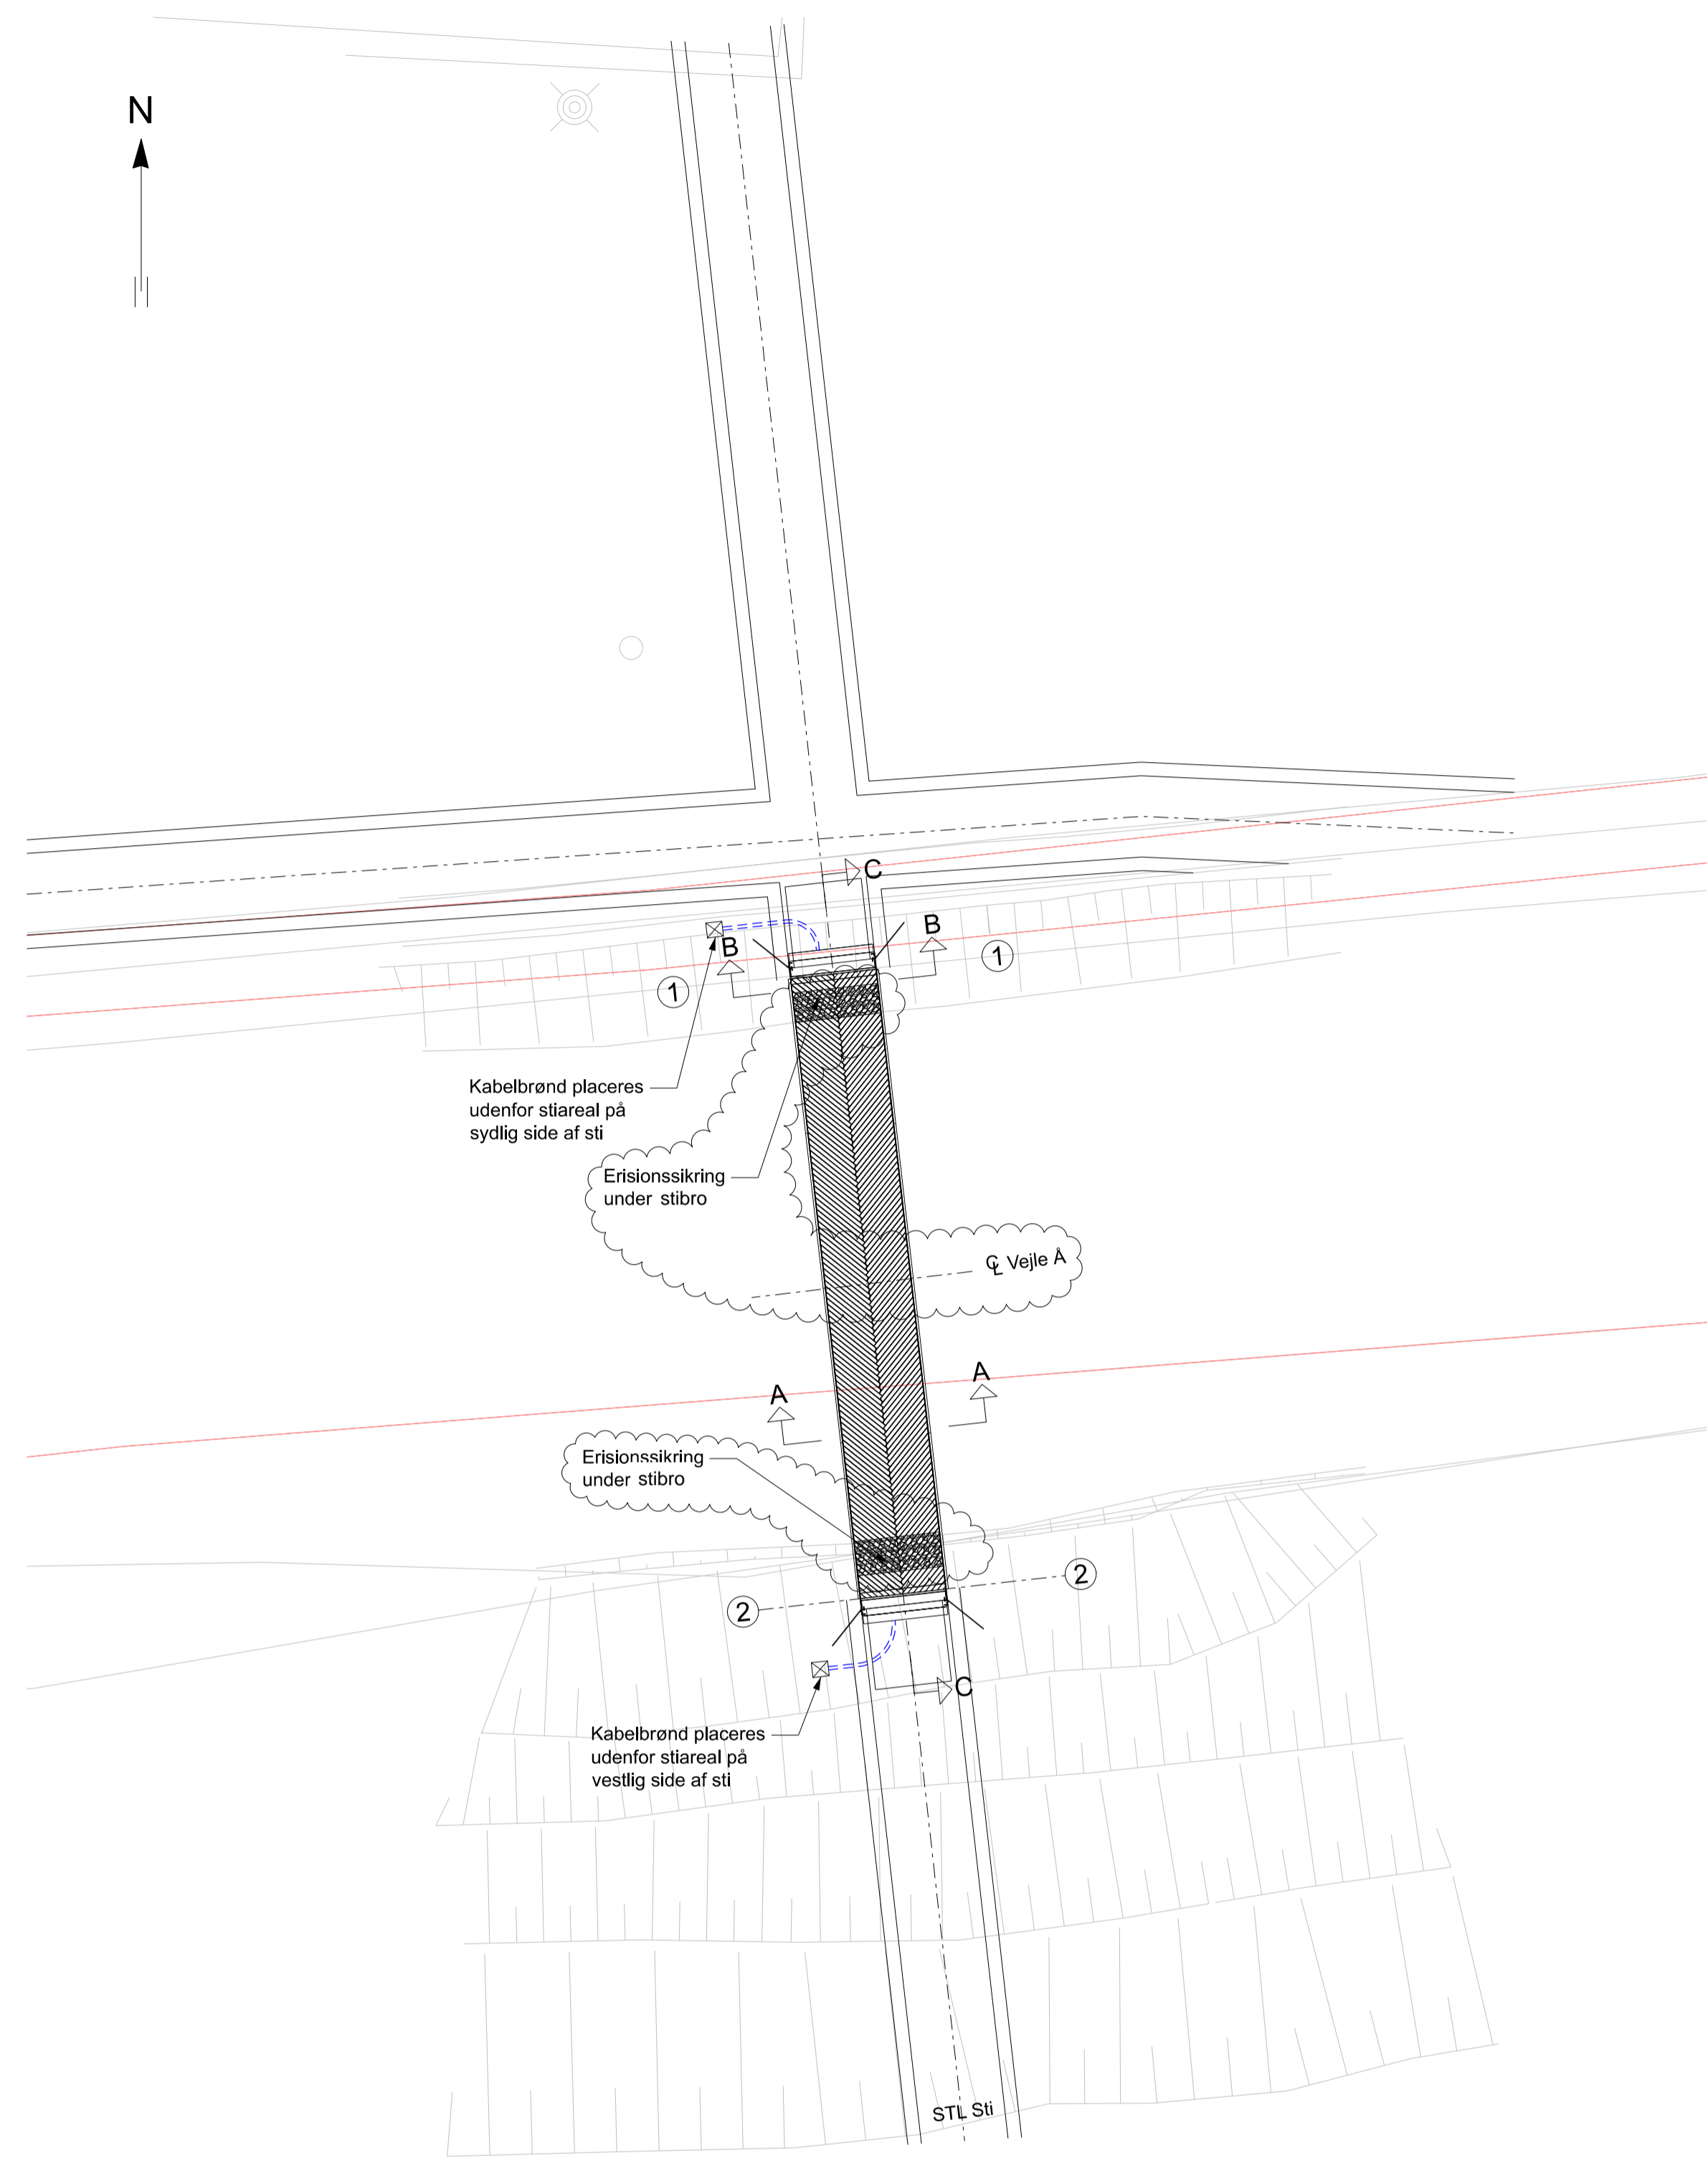 N
C
B
B
1
1
Kabelbrønd placeres
udenfor stiareal på
sydlig side af sti
Erisionssikring
under stibro
℄ Vejle Å
A
A
Erisionssikring
under stibro
2
2
C
Kabelbrønd placeres
udenfor stiareal på
vestlig side af sti
STL Sti